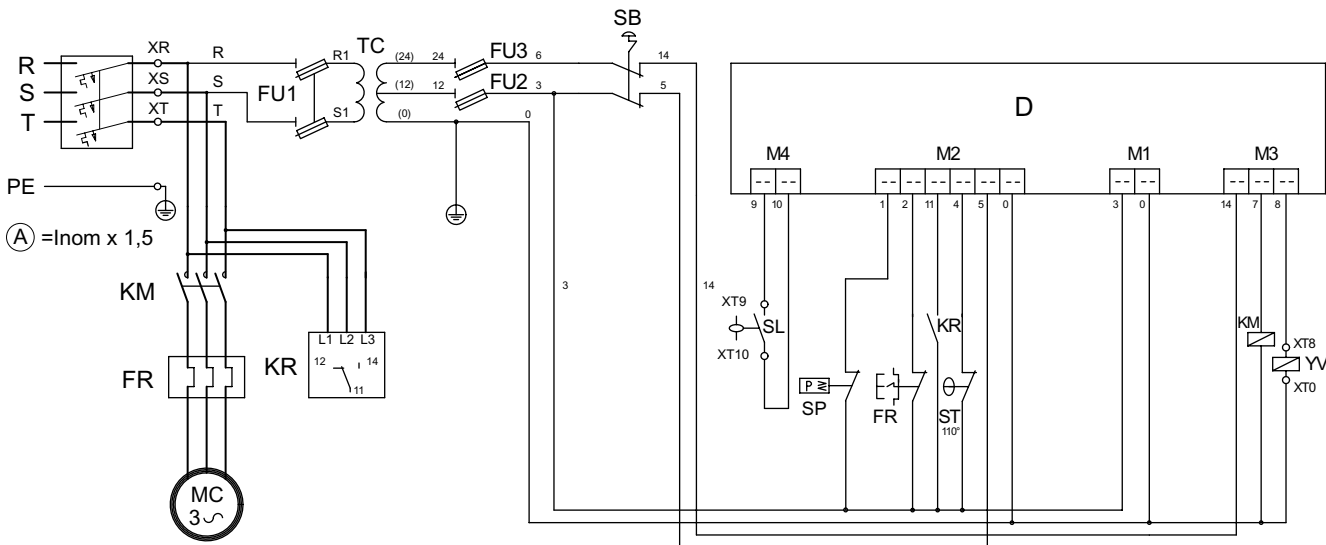 SB
XR R R1 TC (24) 24 FU3 6 14
R
XS S (12) 12 FU2 3 5
S FU1
XT T S1 (0) 0
T
D
M4 M2 M1 M3
-- -- -- -- -- -- -- -- -- -- -- -- --
PE
9 10 1 2 11 4 5 0 3 0 14 7 8
A =Inom x 1,5
3 14
KM
XT9 SL KR KM
XT8
L1 L2 L3
XT10 YV
12 14
FR KR
11
XT0
P
SP FR ST
110°
MC
3